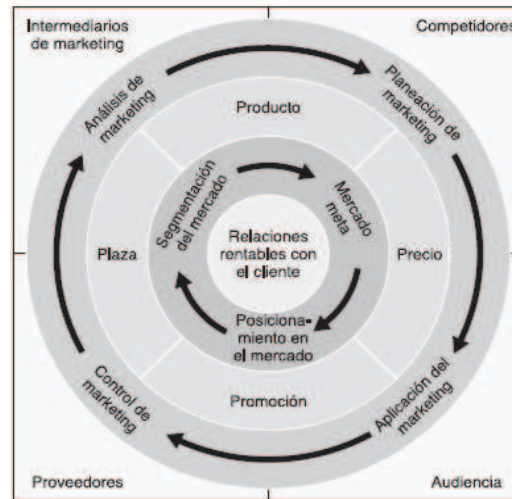 Intermediarios
de marketing
Competidores
Análisis de
marketing
Planeación de
marketing
Producto
Segmentación
del mercado
Mercado
meta
Plaza
Relaciones
rentables con
el cliente
Precio
Posiciona-
miento en
el mercado
Control de
marketing
Promoción
Aplicación del
marketing
Proveedores
Audiencia